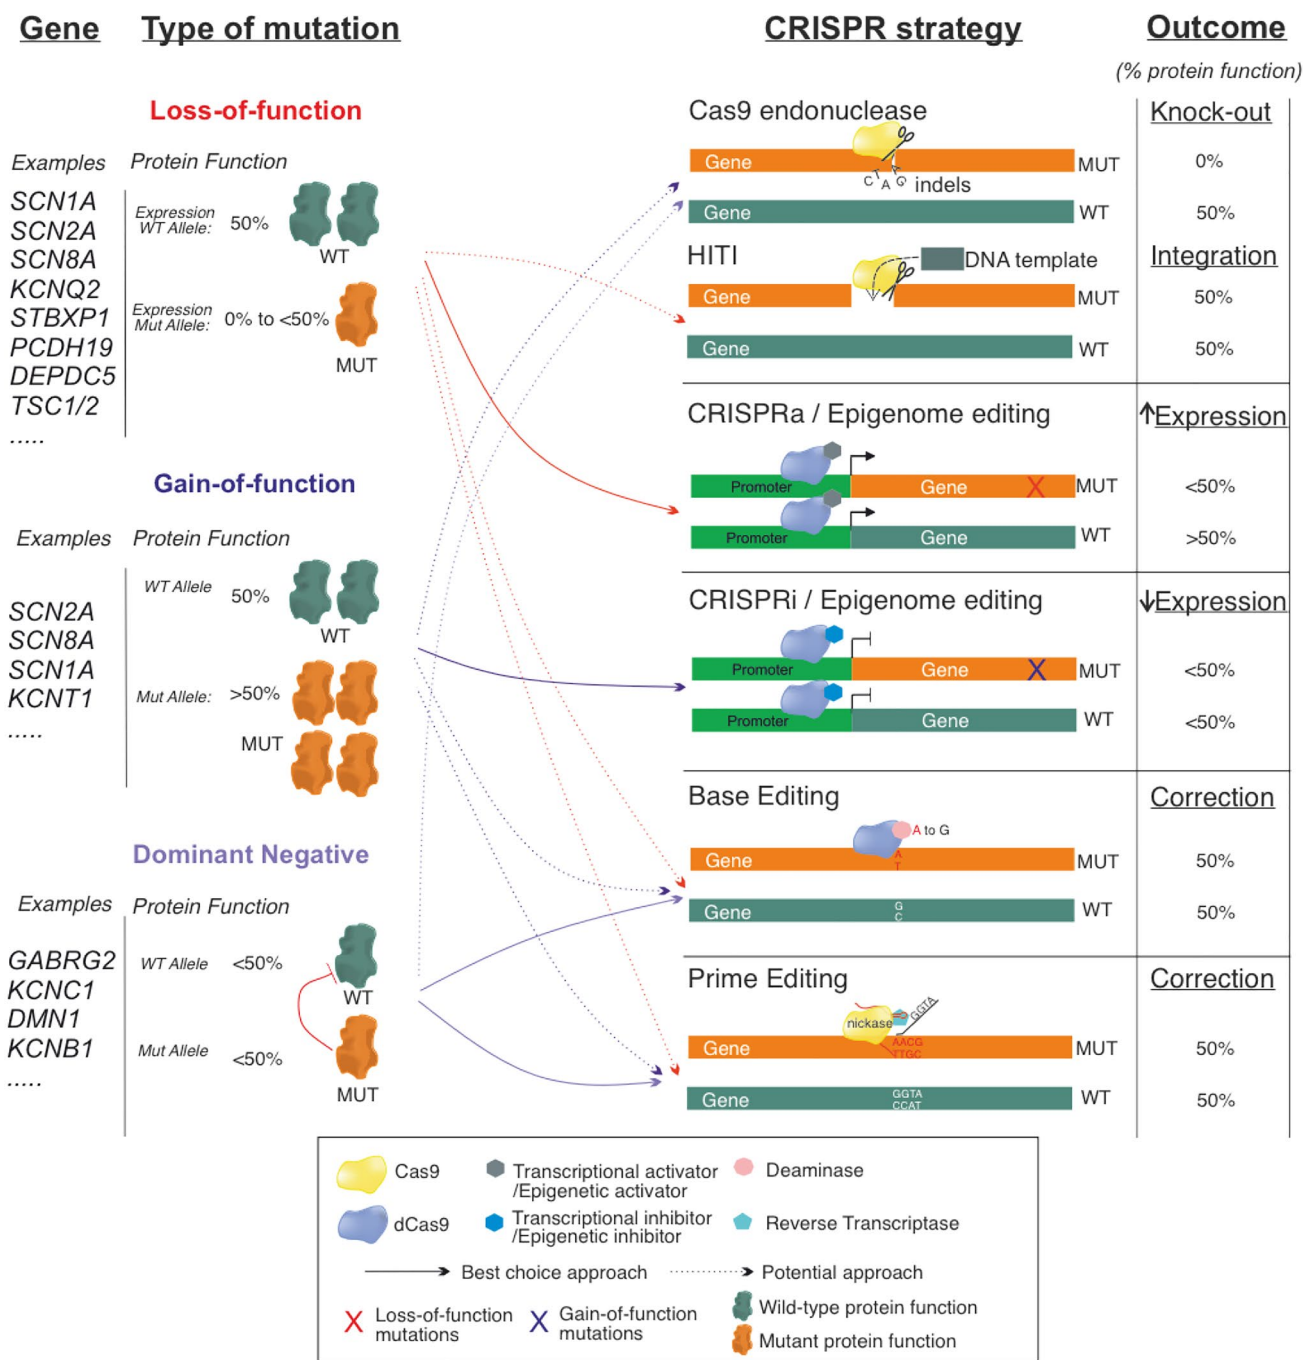 Gene
Type of mutation
CRISPR strategy
Outcome
(% protein function)
Loss-of-function
Examples
Protein Function
SCN1A
SCN2A
SCN8A
KCNQ2
STBXP1
PCDH19
DEPDC5
TSC1/2
.....
Expression
WT Allele:
50%
WT
Expression
Mut Allele:
0% to <50%
MUT
Gain-of-function
Examples
Protein Function
SCN2A
SCN8A
SCN1A
KCNT1
.....
WT Allele
50%
WT
Mut Allele:
>50%
MUT
Dominant Negative
Examples
Protein Function
GABRG2
KCNC1
DMN1
KCNB1
.....
WT Allele
<50%
WT
Mut Allele
<50%
MUT
Cas9 endonuclease
Knock-out
Gene
MUT
0%
C T A G A
indels
Gene
WT
50%
HITI
Integration
DNA template
Gene
MUT
50%
Gene
WT
50%
CRISPRa / Epigenome editing
↑Expression
Promoter
Gene
X
MUT
<50%
Promoter
Gene
WT
>50%
CRISPRi / Epigenome editing
↓Expression
Promoter
Gene
X
MUT
<50%
Promoter
Gene
WT
<50%
Base Editing
Correction
A to G
Gene
A
T
MUT
50%
Gene
G
C
WT
50%
Prime Editing
Correction
nickase
GGTA
Gene
AACG
TTGC
MUT
50%
Gene
GGTA
CCAT
WT
50%
Cas9
Transcriptional activator
/Epigenetic activator
Deaminase
dCas9
Transcriptional inhibitor
/Epigenetic inhibitor
Reverse Transcriptase
Best choice approach
Potential approach
X
Loss-of-function
mutations
X
Gain-of-function
mutations
Wild-type protein function
Mutant protein function